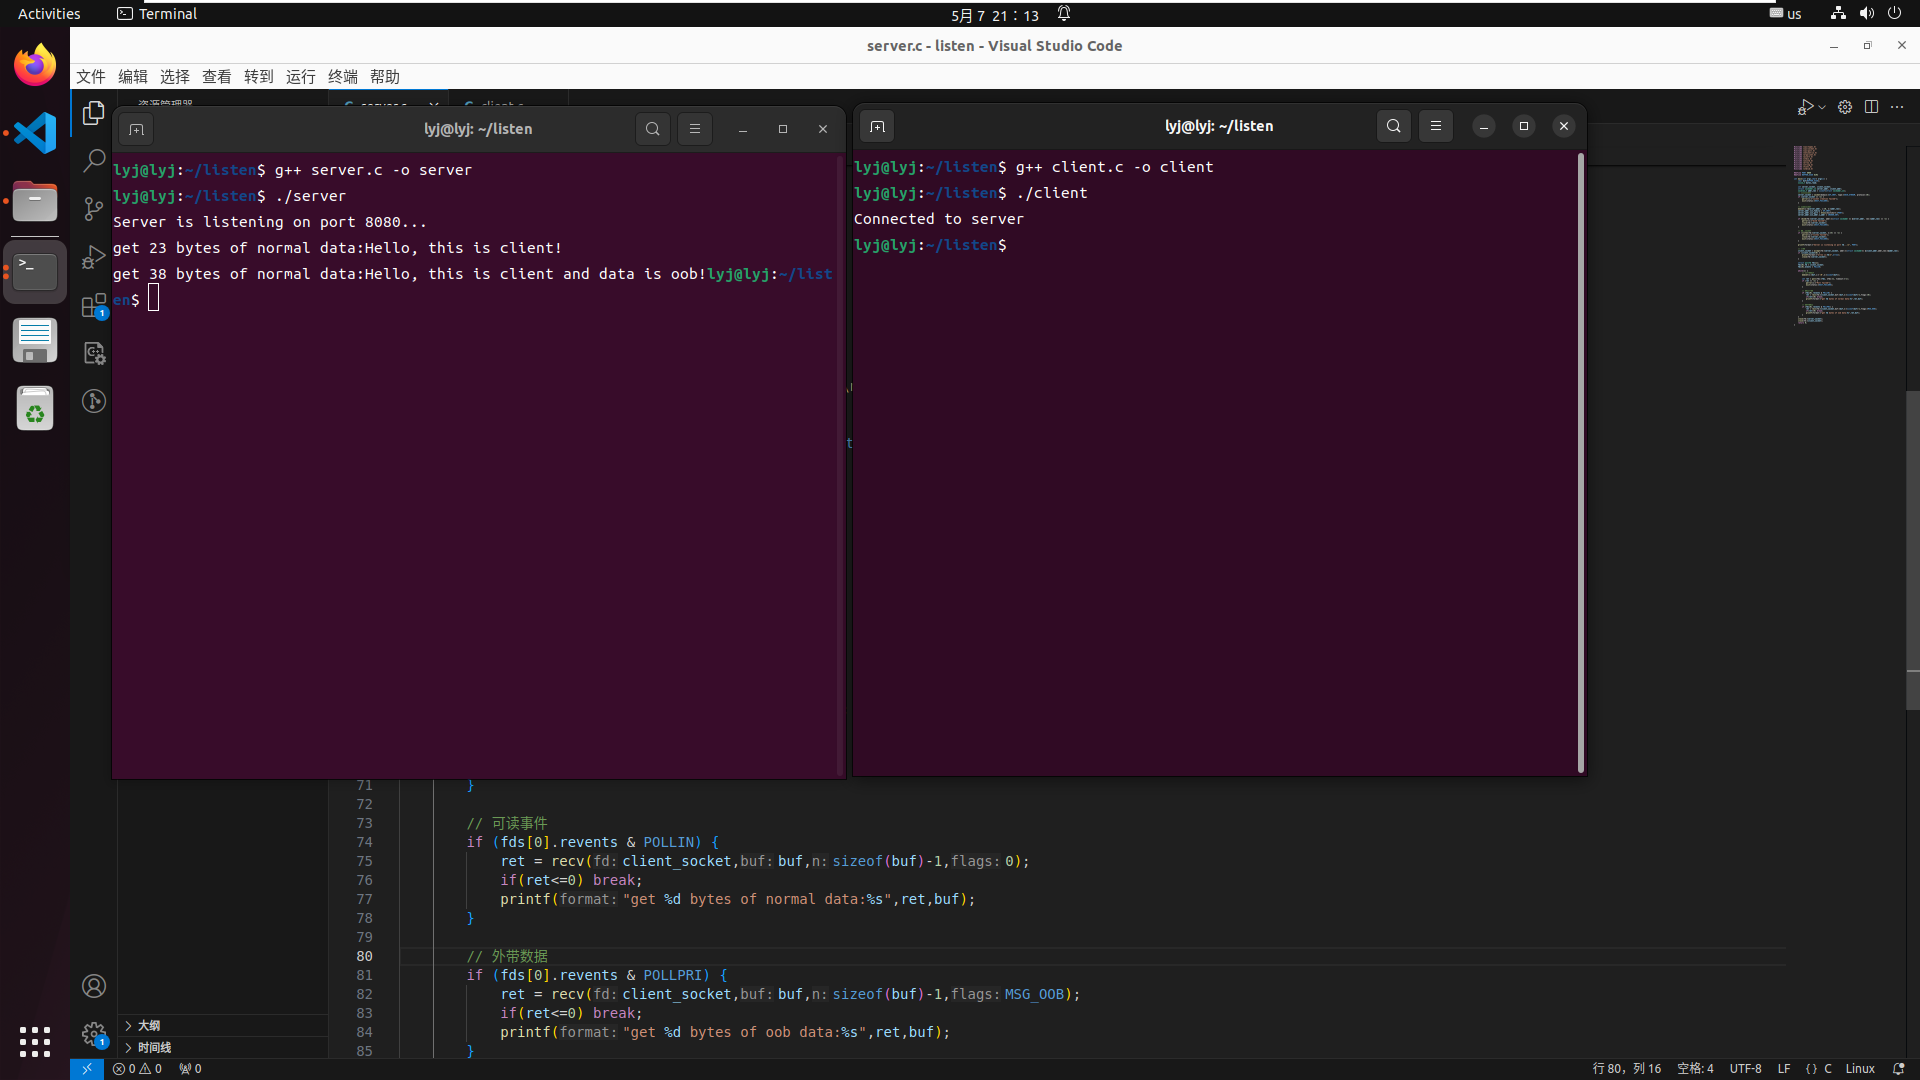 Activities
Terminal
5月 7 21：13
us
server.c - listen - Visual Studio Code
文件 编辑 选择 查看 转到 运行 终端 帮助
lyj@lyj: ~/listen
lyj@lyj:~/listen$ g++ server.c -o server
lyj@lyj:~/listen$ ./server
Server is listening on port 8080...
get 23 bytes of normal data:Hello, this is client!
get 38 bytes of normal data:Hello, this is client and data is oob!lyj@lyj:~/list
en$
lyj@lyj: ~/listen
lyj@lyj:~/listen$ g++ client.c -o client
lyj@lyj:~/listen$ ./client
Connected to server
lyj@lyj:~/listen$
71 }
72
73 // 可读事件
74 if (fds[0].revents & POLLIN) {
75 ret = recv(fd: client_socket,buf: buf,n: sizeof(buf)-1,flags: 0);
76 if(ret<=0) break;
77 printf(format: "get %d bytes of normal data:%s",ret,buf);
78 }
79
80 // 外带数据
81 if (fds[0].revents & POLLPRI) {
82 ret = recv(fd: client_socket,buf: buf,n: sizeof(buf)-1,flags: MSG_OOB);
83 if(ret<=0) break;
84 printf(format: "get %d bytes of oob data:%s",ret,buf);
85 }
1
1
大纲
时间线
0 0 0
行 80，列 16 空格: 4 UTF-8 LF {} C Linux